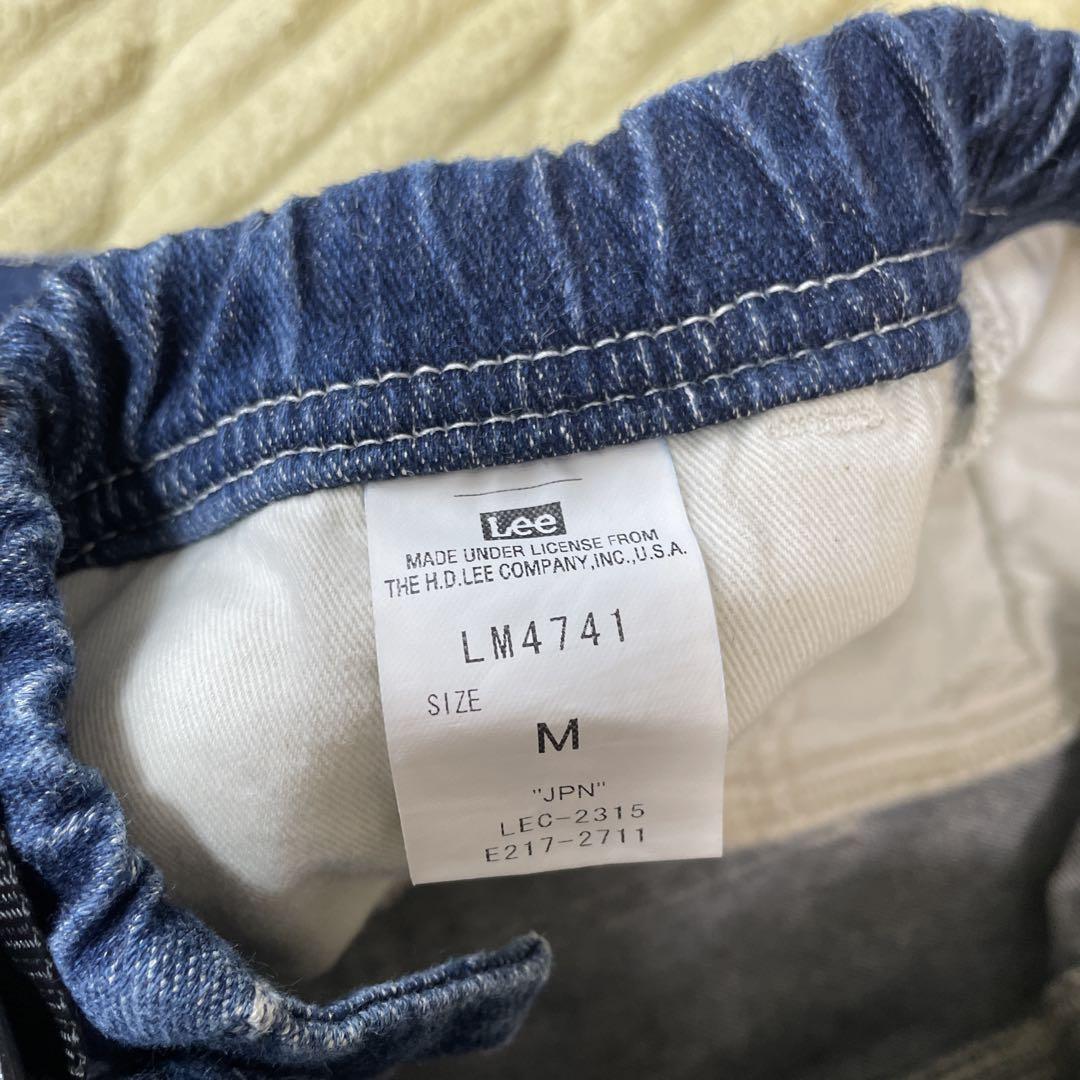 Lee
MADE UNDER LICENSE FROM
THE H.D.LEE COMPANY,INC.,U.S.A.
LM4741
SIZE
M
"JPN"
LEC-2315
E217-2711